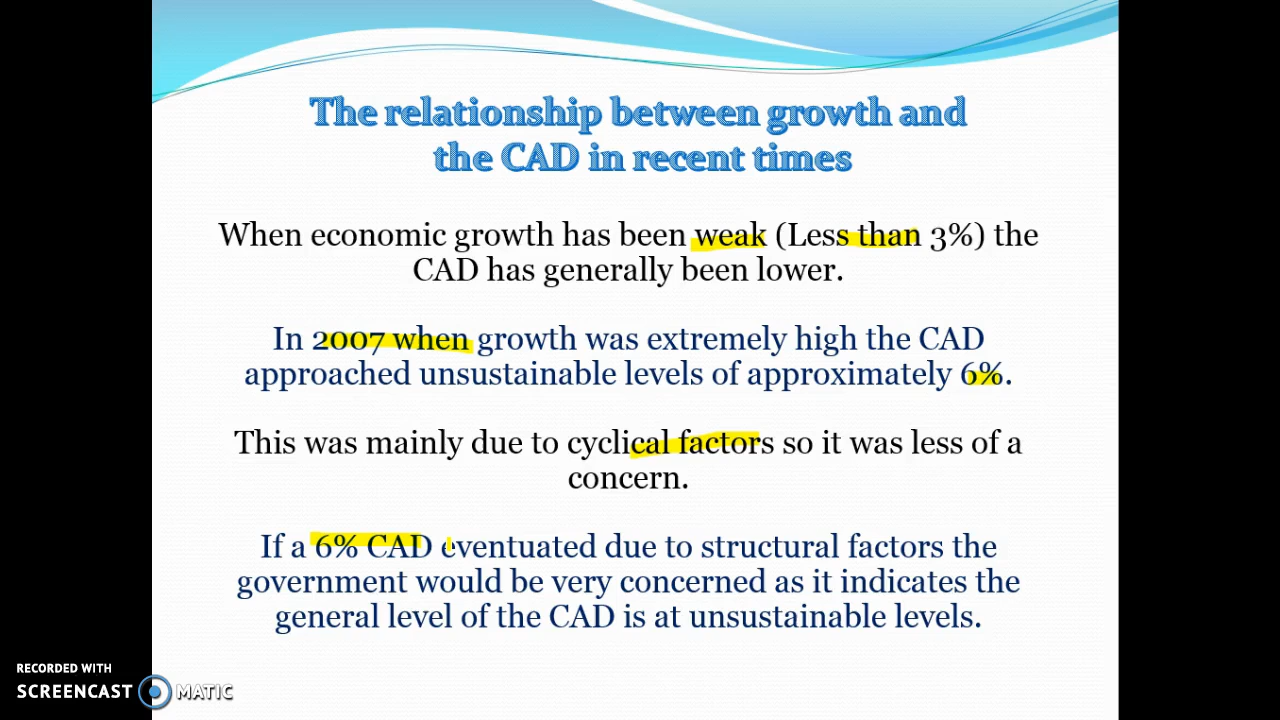 The relationship between growth and
the CAD in recent times
When economic growth has been weak (Less than 3%) the
CAD has generally been lower.
In 2007 when growth was extremely high the CAD
approached unsustainable levels of approximately 6%.
This was mainly due to cyclical factors so it was less of a
concern.
If a 6% CAD eventuated due to structural factors the
government would be very concerned as it indicates the
general level of the CAD is at unsustainable levels.
RECORDED WITH
SCREENCAST MATIC